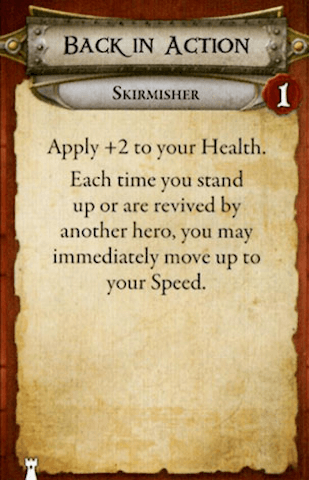 Back in Action
Skirmisher
1
Apply +2 to your Health.
Each time you stand
up or are revived by
another hero, you may
immediately move up to
your Speed.